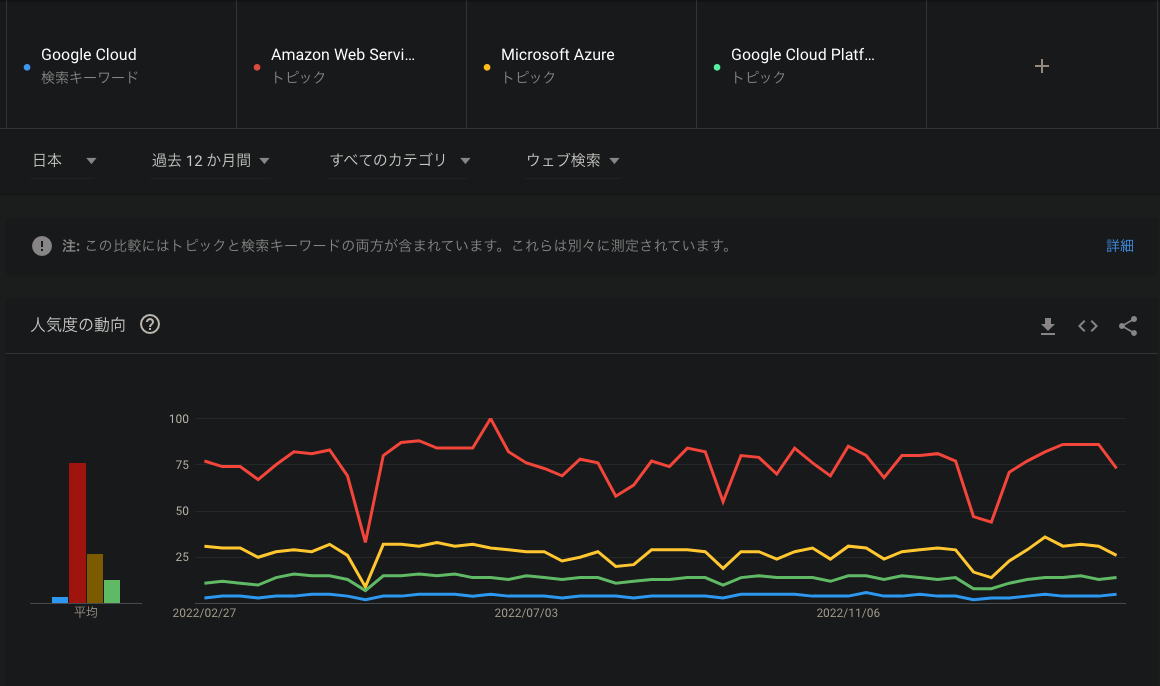 Google Cloud
検索キーワード
Amazon Web Servi...
トピック
Microsoft Azure
トピック
Google Cloud Platf...
トピック
+
日本
過去 12 か月間
すべてのカテゴリ
ウェブ検索
! 注: この比較にはトピックと検索キーワードの両方が含まれています。これらは別々に測定されています。
詳細
人気度の動向 ?
100
75
50
25
平均
2022/02/27
2022/07/03
2022/11/06